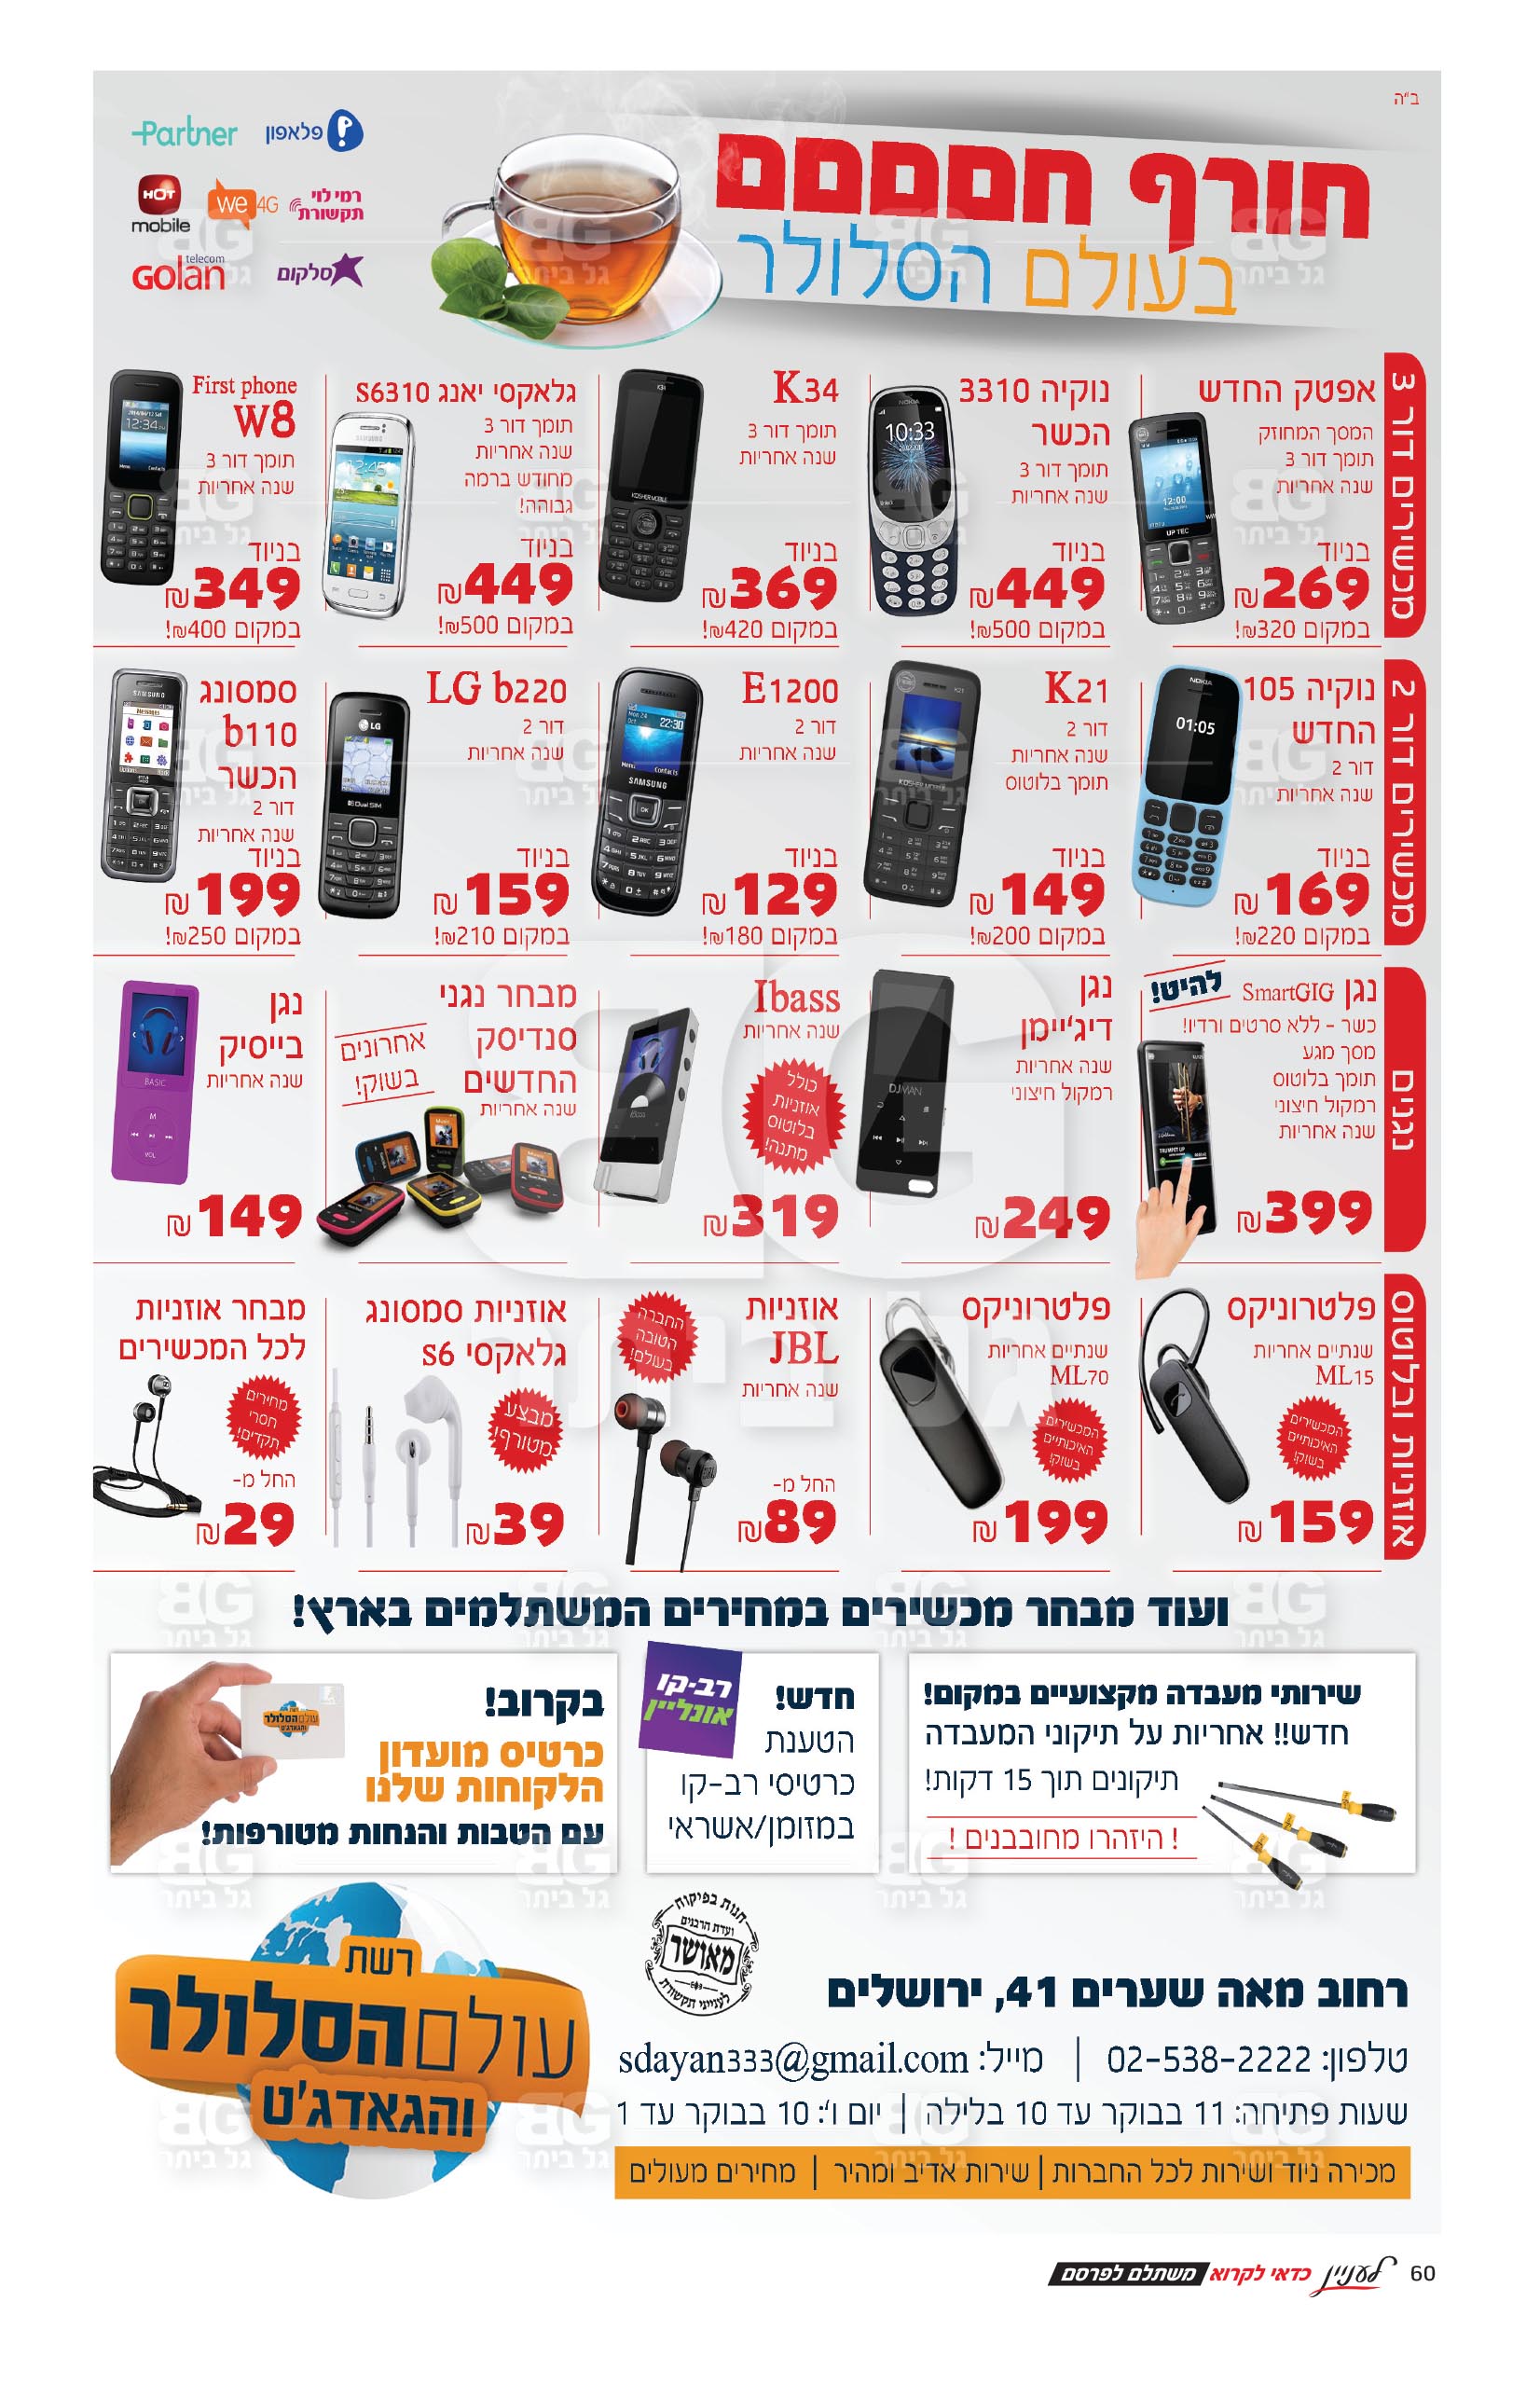 ב"ה
חורף חםםםםם
בעולם הסלולר
פלאפון
Partner
רמי לוי
תקשורת
we 4G
HOT
mobile
סלקום
Golan
telecom
מכשירים דור 3
אפטק החדש
המסך המחוזק
תומך דור 3
שנה אחריות
בניוד
269 ₪
במקום 320₪!
נוקיה 3310
הכשר
תומך דור 3
שנה אחריות
בניוד
449 ₪
במקום 500₪!
K34
תומך דור 3
שנה אחריות
בניוד
369 ₪
במקום 420₪!
גלאקסי יאנג S6310
תומך דור 3
שנה אחריות
מחודש ברמה
גבוהה!
בניוד
449 ₪
במקום 500₪!
First phone
W8
תומך דור 3
שנה אחריות
בניוד
349 ₪
במקום 400₪!
מכשירים דור 2
נוקיה 105
החדש
דור 2
שנה אחריות
בניוד
169 ₪
במקום 220₪!
K21
דור 2
שנה אחריות
תומך בלוטוס
בניוד
149 ₪
במקום 200₪!
E1200
דור 2
שנה אחריות
בניוד
129 ₪
במקום 180₪!
LG b220
דור 2
שנה אחריות
בניוד
159 ₪
במקום 210₪!
סמסונג
b110
הכשר
דור 2
שנה אחריות
בניוד
199 ₪
במקום 250₪!
נגנים
נגן SmartGIG
להיט!
כשר - ללא סרטים ורדיו!
מסך מגע
תומך בלוטוס
רמקול חיצוני
שנה אחריות
399 ₪
נגן
דיג'יימן
שנה אחריות
רמקול חיצוני
249 ₪
Ibass
שנה אחריות
כולל
אוזניות
בלוטוס
מתנה!
319 ₪
מבחר נגני
סנדיסק
החדשים
שנה אחריות
אחרונים
בשוק!
נגן
בייסיק
שנה אחריות
149 ₪
אוזניות ובלוטוס
פלטרוניקס
שנתיים אחריות
ML15
המכשירים
האיכותיים
בשוק!
159 ₪
פלטרוניקס
שנתיים אחריות
ML70
המכשירים
האיכותיים
בשוק!
199 ₪
אוזניות
JBL
שנה אחריות
החברה
הטובה
בעולם!
החל מ-
89 ₪
אוזניות סמסונג
גלאקסי s6
מבצע
מטורף!
39 ₪
מבחר אוזניות
לכל המכשירים
מחירים
חסרי
תקדים!
החל מ-
29 ₪
ועוד מבחר מכשירים במחירים המשתלמים בארץ!
שירותי מעבדה מקצועיים במקום!
חדש!! אחריות על תיקוני המעבדה
תיקונים תוך 15 דקות!
! היזהרו מחובבנים !
רב-קו
אונליין
חדש!
הטענת
כרטיסי רב-קו
במזומן/אשראי
בקרוב!
כרטיס מועדון
הלקוחות שלנו
עם הטבות והנחות מטורפות!
עולם הסלולר
והגאדג'ט
חנות בפיקוח
ועדת הרבנים
מאושר
לענייני תקשורת
רחוב מאה שערים 41, ירושלים
טלפון: 02-538-2222 | מייל: sdayan333@gmail.com
שעות פתיחה: 11 בבוקר עד 10 בלילה | יום ו': 10 בבוקר עד 1
מכירה ניוד ושירות לכל החברות | שירות אדיב ומהיר | מחירים מעולים
רשת
עולם הסלולר
והגאדג'ט
60 לעניין כדאי לקרוא משתלם לפרסם
BG
גל ביתר